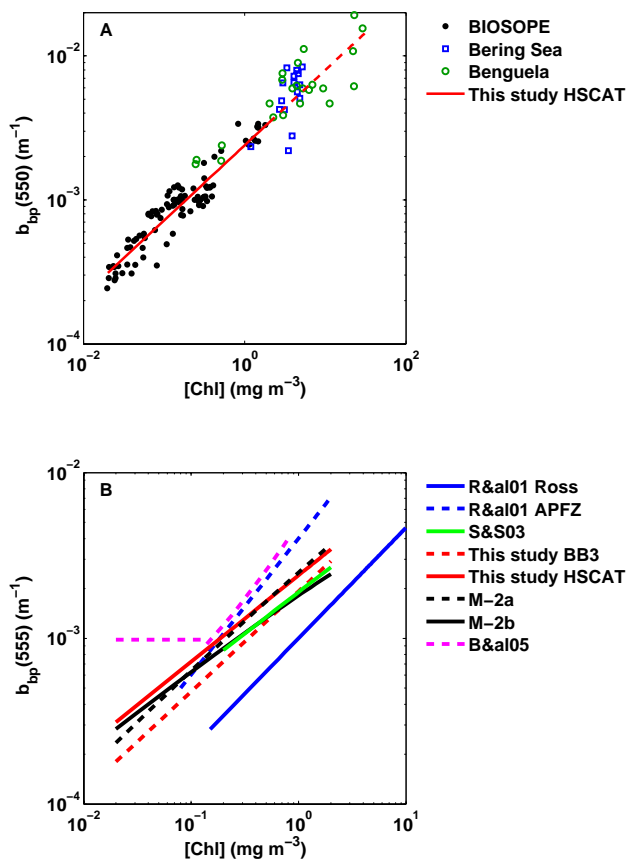 A
10^−2
10^−3
10^−4
b_bp(550) (m^−1)
10^−2
10^0
10^2
[Chl] (mg m^−3)
BIOSOPE
Bering Sea
Benguela
This study HSCAT
B
10^−2
10^−3
10^−4
b_bp(555) (m^−1)
10^−2
10^−1
10^0
10^1
[Chl] (mg m^−3)
R&al01 Ross
R&al01 APFZ
S&S03
This study BB3
This study HSCAT
M−2a
M−2b
B&al05